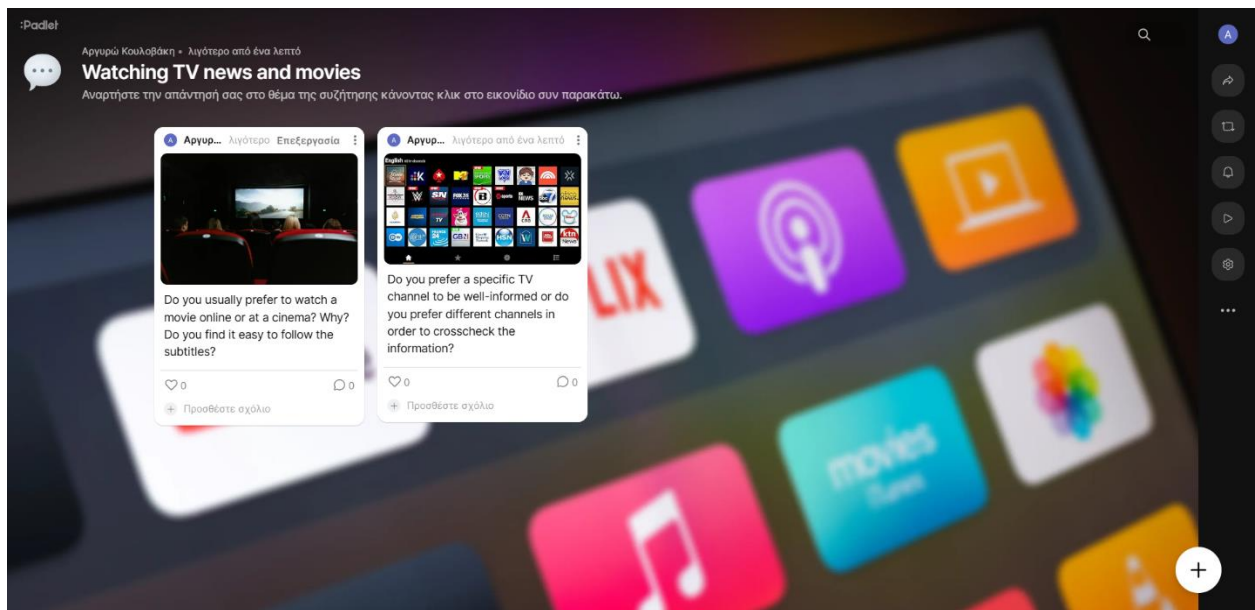 :Padlet
Αργυρώ Κουλοβάκη • λιγότερο από ένα λεπτό
Watching TV news and movies
Αναρτήστε την απάντησή σας στο θέμα της συζήτησης κάνοντας κλικ στο εικονίδιο συν παρακάτω.
A
A Αργυρ... λιγότερο Επεξεργασία
Do you usually prefer to watch a
movie online or at a cinema? Why?
Do you find it easy to follow the
subtitles?
0 0
+ Προσθέστε σχόλιο
A Αργυρ... λιγότερο από ένα λεπτό
English
Do you prefer a specific TV
channel to be well-informed or do
you prefer different channels in
order to crosscheck the
information?
0 0
+ Προσθέστε σχόλιο
LIX
movies
iTunes
+